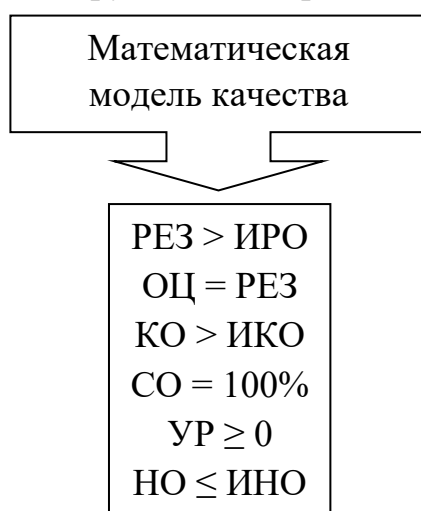 Математическая
модель качества
РЕЗ > ИРО
ОЦ = РЕЗ
КО > ИКО
СО = 100%
УР ≥ 0
НО ≤ ИНО